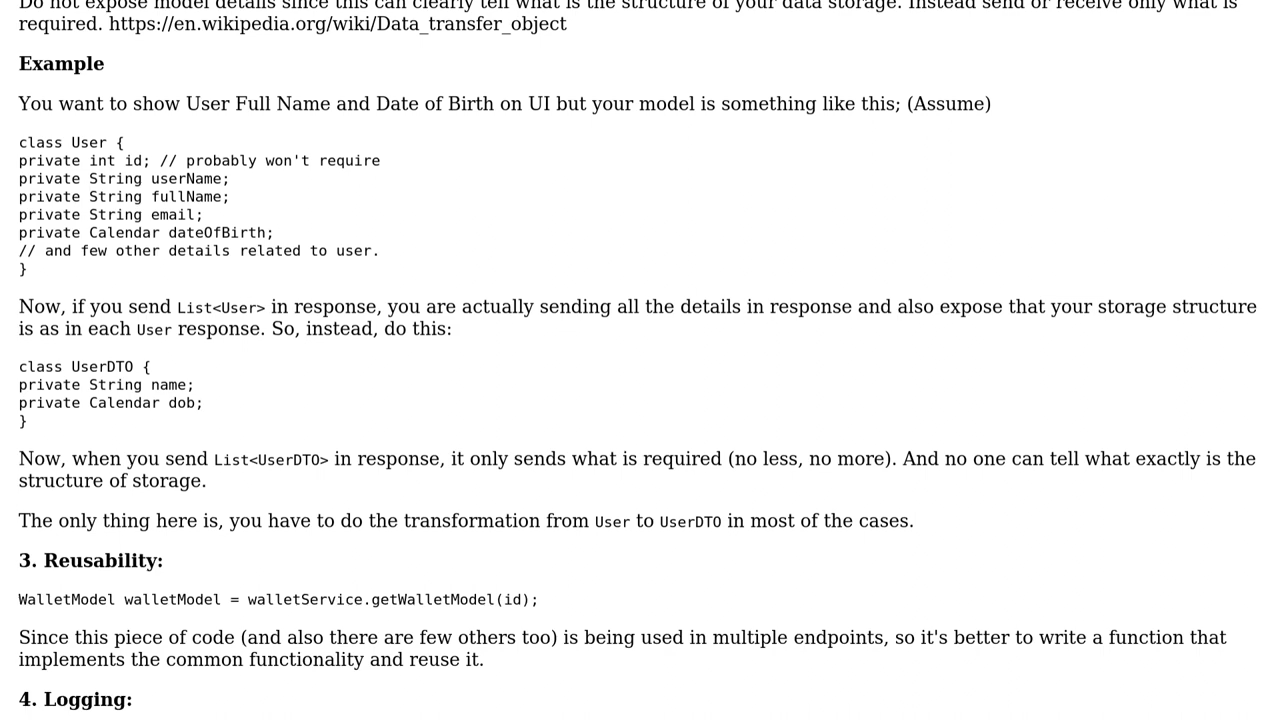 Do not expose model details since this can clearly tell what is the structure of your data storage. Instead send or receive only what is
required. https://en.wikipedia.org/wiki/Data_transfer_object
Example
You want to show User Full Name and Date of Birth on UI but your model is something like this; (Assume)
class User {
private int id; // probably won't require
private String userName;
private String fullName;
private String email;
private Calendar dateOfBirth;
// and few other details related to user.
}
Now, if you send List<User> in response, you are actually sending all the details in response and also expose that your storage structure
is as in each User response. So, instead, do this:
class UserDTO {
private String name;
private Calendar dob;
}
Now, when you send List<UserDTO> in response, it only sends what is required (no less, no more). And no one can tell what exactly is the
structure of storage.
The only thing here is, you have to do the transformation from User to UserDTO in most of the cases.
3. Reusability:
WalletModel walletModel = walletService.getWalletModel(id);
Since this piece of code (and also there are few others too) is being used in multiple endpoints, so it's better to write a function that
implements the common functionality and reuse it.
4. Logging: